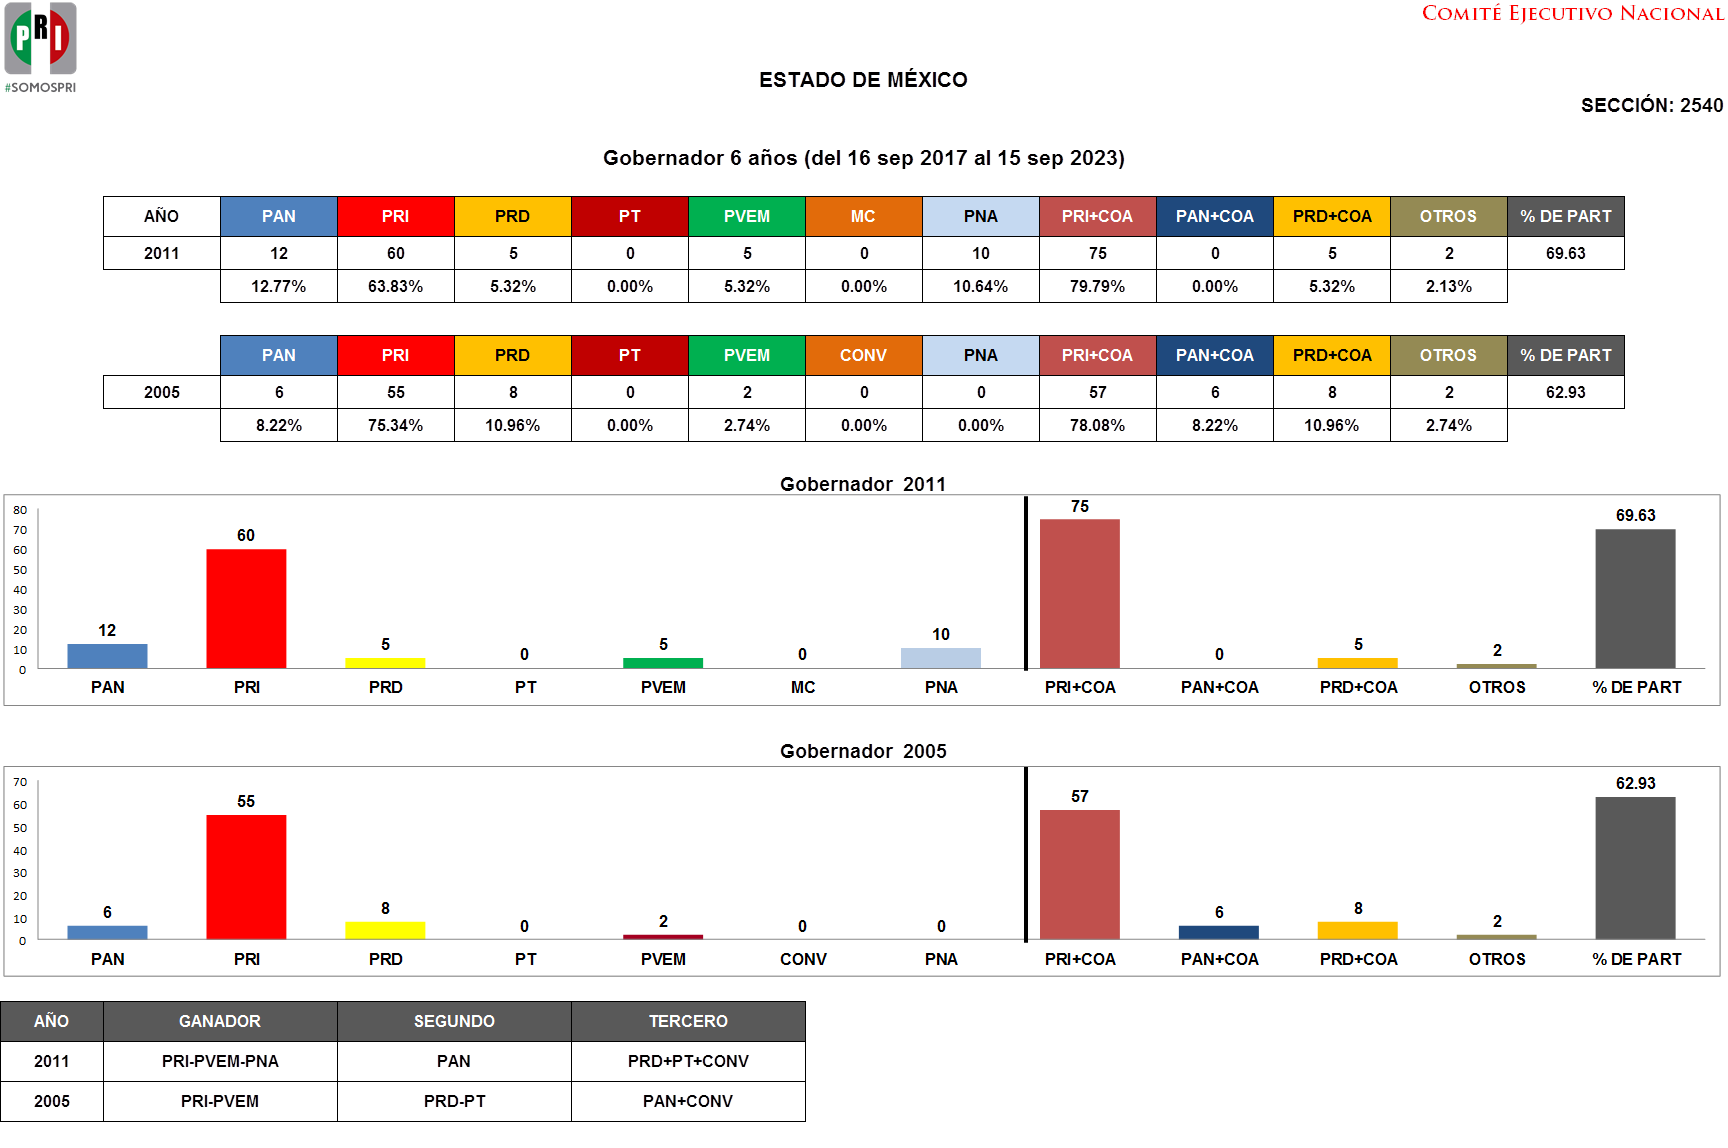 PRI
#SOMOSPRI
COMITÉ EJECUTIVO NACIONAL
ESTADO DE MÉXICO
SECCIÓN: 2540
Gobernador 6 años (del 16 sep 2017 al 15 sep 2023)
AÑO PAN PRI PRD PT PVEM MC PNA PRI+COA PAN+COA PRD+COA OTROS % DE PART
2011 12 60 5 0 5 0 10 75 0 5 2 69.63
12.77% 63.83% 5.32% 0.00% 5.32% 0.00% 10.64% 79.79% 0.00% 5.32% 2.13%
PAN PRI PRD PT PVEM CONV PNA PRI+COA PAN+COA PRD+COA OTROS % DE PART
2005 6 55 8 0 2 0 0 57 6 8 2 62.93
8.22% 75.34% 10.96% 0.00% 2.74% 0.00% 0.00% 78.08% 8.22% 10.96% 2.74%
Gobernador 2011
80
70
60
50
40
30
20
10
0
12 60 5 0 5 0 10 75 0 5 2 69.63
PAN PRI PRD PT PVEM MC PNA PRI+COA PAN+COA PRD+COA OTROS % DE PART
Gobernador 2005
70
60
50
40
30
20
10
0
6 55 8 0 2 0 0 57 6 8 2 62.93
PAN PRI PRD PT PVEM CONV PNA PRI+COA PAN+COA PRD+COA OTROS % DE PART
AÑO GANADOR SEGUNDO TERCERO
2011 PRI-PVEM-PNA PAN PRD+PT+CONV
2005 PRI-PVEM PRD-PT PAN+CONV